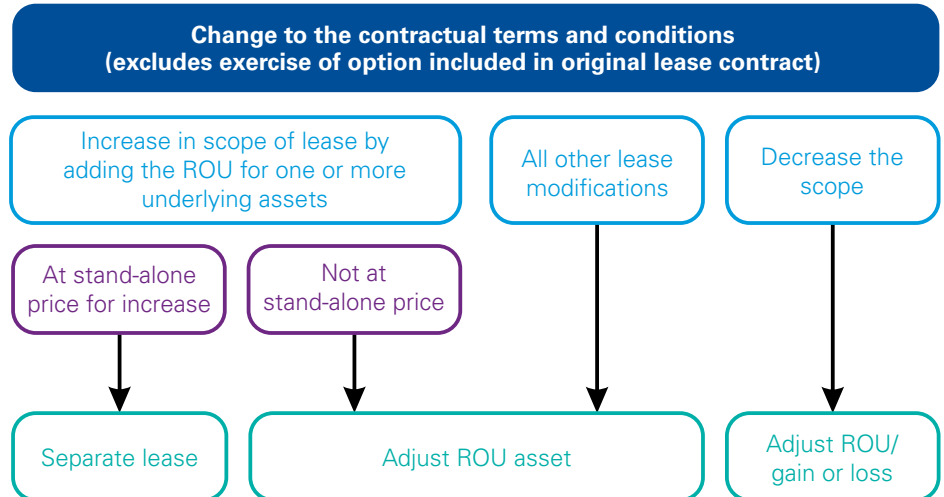 Change to the contractual terms and conditions
(excludes exercise of option included in original lease contract)
Increase in scope of lease by
adding the ROU for one or more
underlying assets
All other lease
modifications
Decrease the
scope
At stand-alone
price for increase
Not at
stand-alone price
Separate lease
Adjust ROU asset
Adjust ROU/
gain or loss